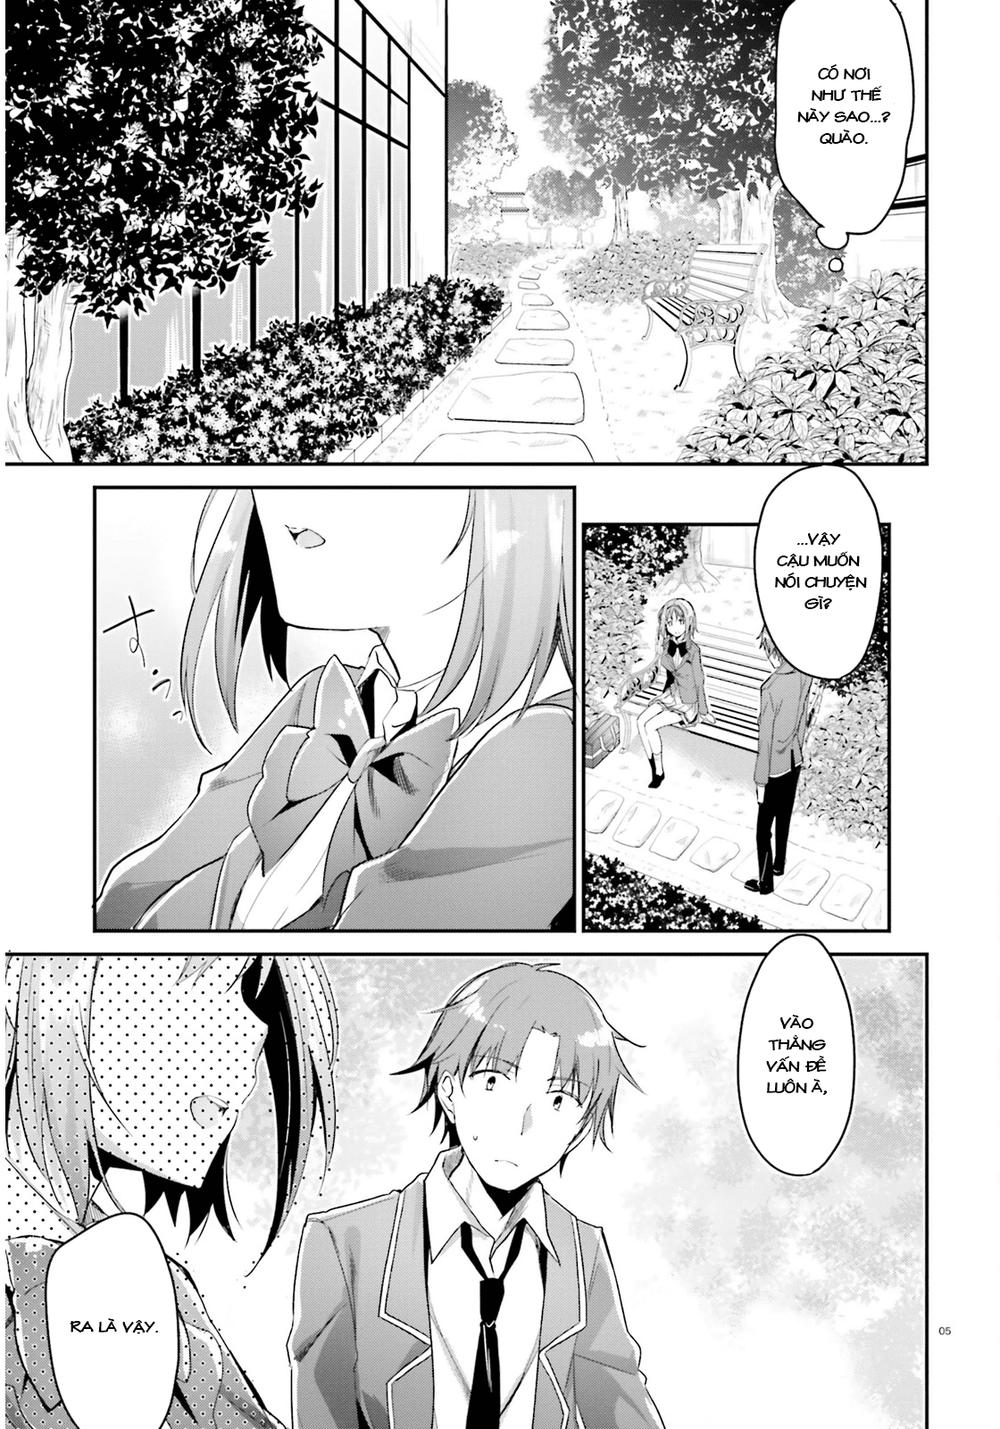 CÓ NƠI
NHƯ THẾ
NÀY SAO...?
QUÀO.
...VẬY
CẬU MUỐN
NÓI CHUYỆN
GÌ?
VÀO
THẲNG
VẤN ĐỀ
LUÔN À,
RA LÀ VẬY.
05